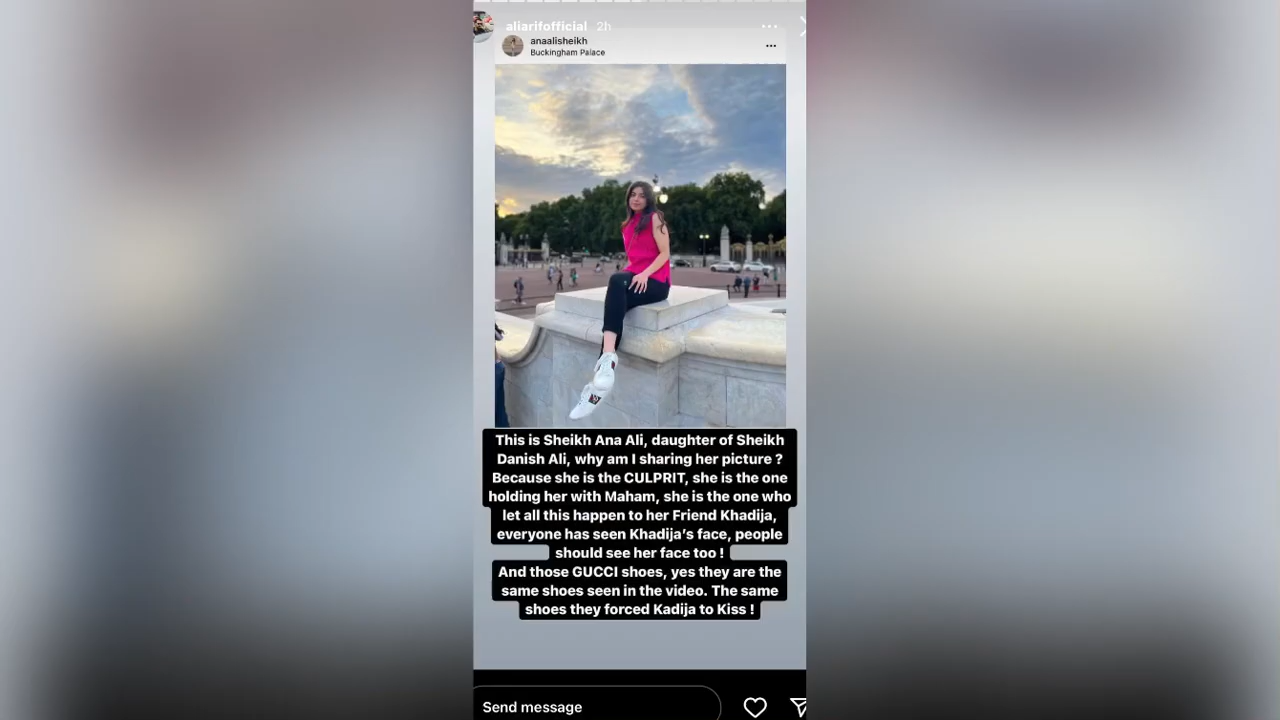 aliarifofficial 2h
anaalisheikh
Buckingham Palace
This is Sheikh Ana Ali, daughter of Sheikh
Danish Ali, why am I sharing her picture ?
Because she is the CULPRIT, she is the one
holding her with Maham, she is the one who
let all this happen to her Friend Khadija,
everyone has seen Khadija's face, people
should see her face too !
And those GUCCI shoes, yes they are the
same shoes seen in the video. The same
shoes they forced Kadija to Kiss !
Send message